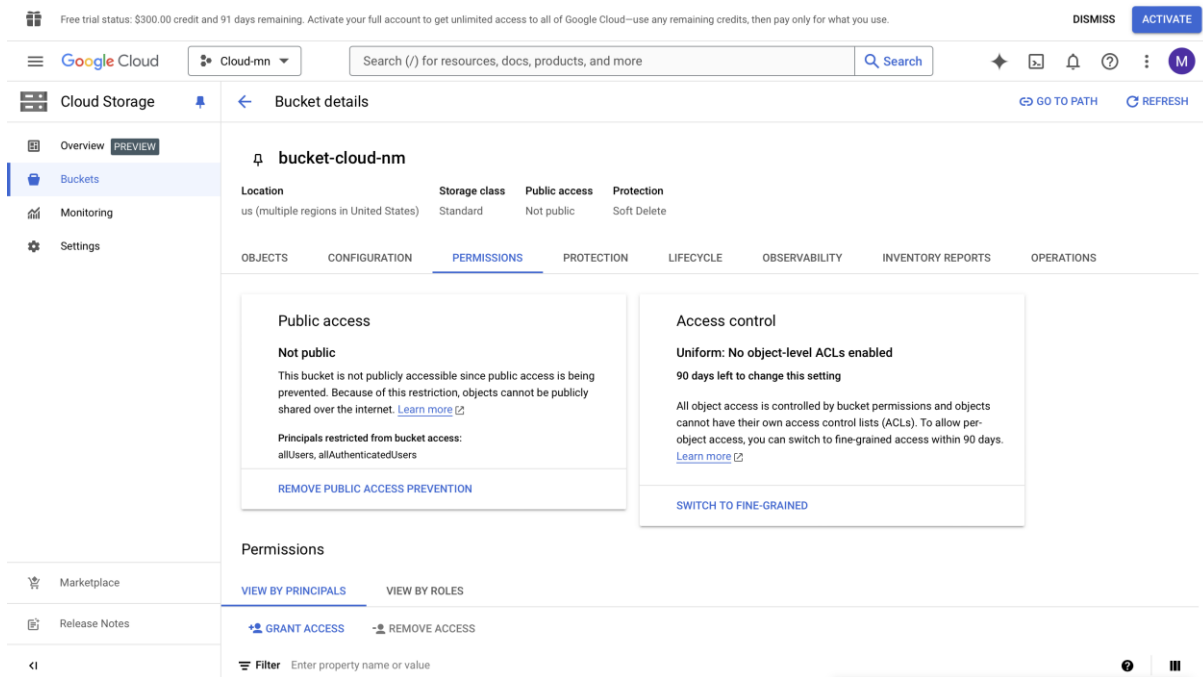 Free trial status: $300.00 credit and 91 days remaining. Activate your full account to get unlimited access to all of Google Cloud—use any remaining credits, then pay only for what you use.
DISMISS
ACTIVATE
Google Cloud
Cloud-mn
Search (/) for resources, docs, products, and more
Search
M
Cloud Storage
Bucket details
GO TO PATH
REFRESH
Overview PREVIEW
Buckets
Monitoring
Settings
Marketplace
Release Notes
bucket-cloud-nm
Location
Storage class
Public access
Protection
us (multiple regions in United States)
Standard
Not public
Soft Delete
OBJECTS
CONFIGURATION
PERMISSIONS
PROTECTION
LIFECYCLE
OBSERVABILITY
INVENTORY REPORTS
OPERATIONS
Public access
Not public
This bucket is not publicly accessible since public access is being
prevented. Because of this restriction, objects cannot be publicly
shared over the internet. Learn more
Principals restricted from bucket access:
allUsers, allAuthenticatedUsers
REMOVE PUBLIC ACCESS PREVENTION
Access control
Uniform: No object-level ACLs enabled
90 days left to change this setting
All object access is controlled by bucket permissions and objects
cannot have their own access control lists (ACLs). To allow per-
object access, you can switch to fine-grained access within 90 days.
Learn more
SWITCH TO FINE-GRAINED
Permissions
VIEW BY PRINCIPALS
VIEW BY ROLES
GRANT ACCESS
REMOVE ACCESS
Filter
Enter property name or value